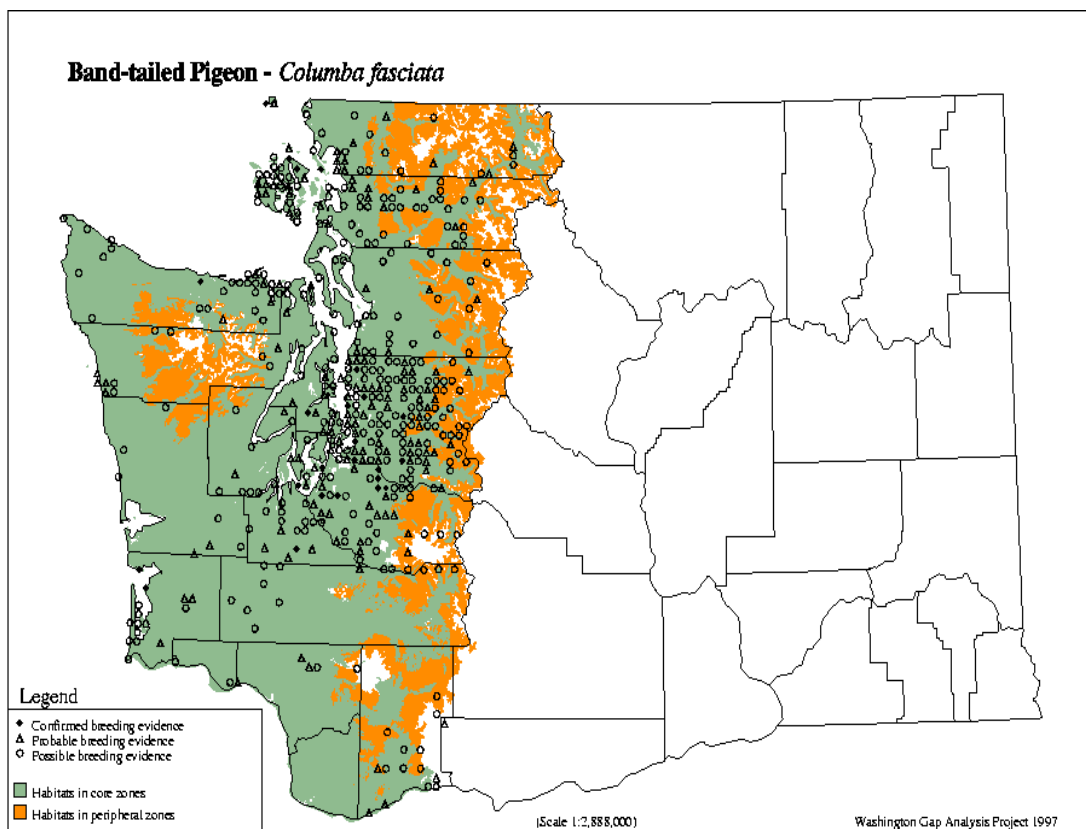 Band-tailed Pigeon - Columba fasciata
Legend
Confirmed breeding evidence
Probable breeding evidence
Possible breeding evidence
Habitats in core zones
Habitats in peripheral zones
(Scale 1:2,888,000)
Washington Gap Analysis Project 1997